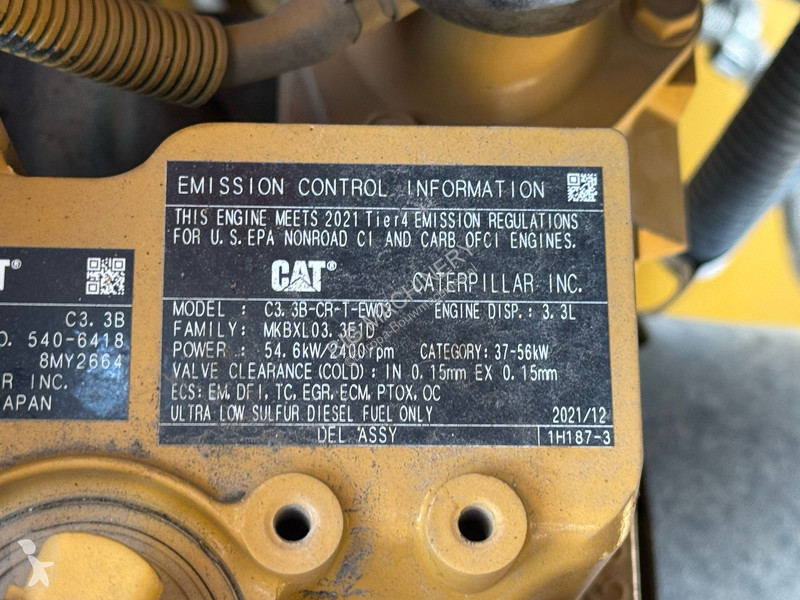 EMISSION CONTROL INFORMATION
THIS ENGINE MEETS 2021 Tier4 EMISSION REGULATIONS
FOR U.S.EPA NONROAD CI AND CARB OFCI ENGINES.
CAT® CATERPILLAR INC.
MODEL : C3.3B-CR-T-EW03 ENGINE DISP.: 3.3L
FAMILY: MKBXL03.3E1D
POWER : 54.6kW/2400rpm CATEGORY: 37-56kW
VALVE CLEARANCE(COLD): IN 0.15mm EX 0.15mm
ECS: EM, DFI, TC, EGR, ECM, PTOX, OC
ULTRA LOW SULFUR DIESEL FUEL ONLY 2021/12
DEL ASSY 1H187-3
T®
C3.3B
O. 540-6418
8MY2664
R INC.
JAPAN